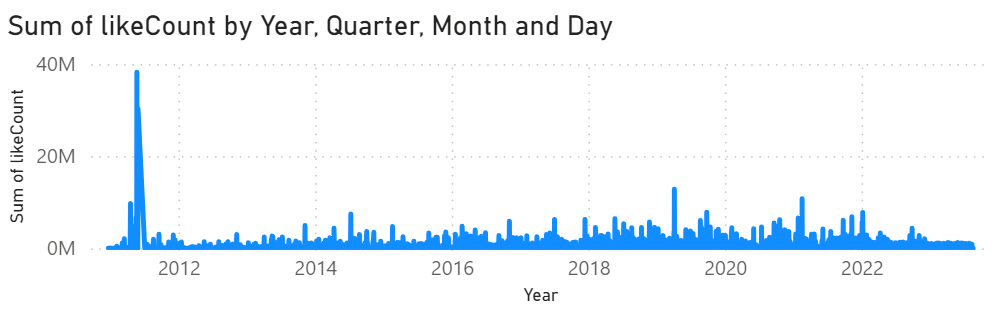 Sum of likeCount by Year, Quarter, Month and Day
40M
20M
0M
Sum of likeCount
2012 2014 2016 2018 2020 2022
Year